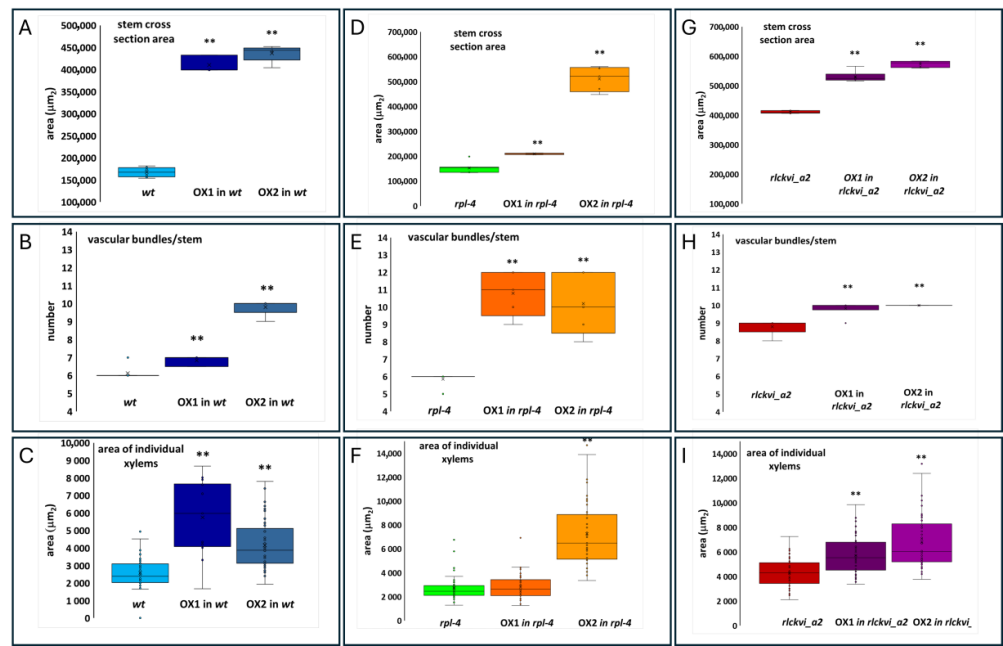 A
stem cross
section area
area (µm2)
500,000
450,000
400,000
350,000
300,000
250,000
200,000
150,000
100,000
**
**
wt
OX1 in wt
OX2 in wt
D
stem cross
section area
area (µm2)
700,000
600,000
500,000
400,000
300,000
200,000
100,000
0
**
**
rpl-4
OX1 in rpl-4
OX2 in rpl-4
G
stem cross
section area
area (µm2)
700,000
600,000
500,000
400,000
300,000
200,000
100,000
**
**
rlckvi_a2
OX1 in
rlckvi_a2
OX2 in
rlckvi_a2
B
vascular bundles/stem
number
14
13
12
11
10
9
8
7
6
5
4
**
**
wt
OX1 in wt
OX2 in wt
E
vascular bundles/stem
number
14
13
12
11
10
9
8
7
6
5
4
**
**
rpl-4
OX1 in rpl-4
OX2 in rpl-4
H
vascular bundles/stem
number
14
13
12
11
10
9
8
7
6
5
4
**
**
rlckvi_a2
OX1 in
rlckvi_a2
OX2 in
rlckvi_a2
C
area of individual
xylems
area (µm2)
10,000
9 000
8 000
7 000
6 000
5 000
4 000
3 000
2 000
1 000
0
**
**
wt
OX1 in wt
OX2 in wt
F
area of individual
xylems
area (µm2)
14,000
12,000
10,000
8 000
6 000
4 000
2 000
0
**
rpl-4
OX1 in rpl-4
OX2 in rpl-4
I
area of individual
xylems
area (µm2)
14,000
12,000
10,000
8 000
6 000
4 000
2 000
0
**
**
rlckvi_a2
OX1 in rlckvi_a2
OX2 in rlckvi_